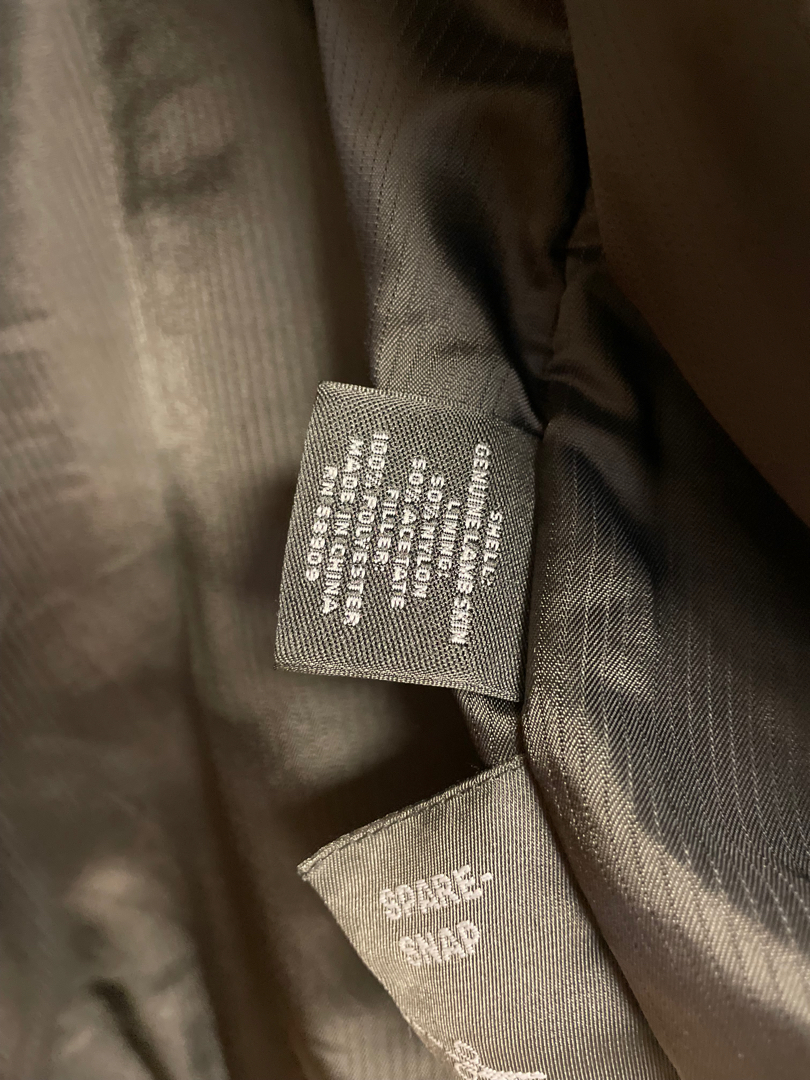 SHELL:
GENUINE LAMB SKIN
LINING:
50% NYLON
50% ACETATE
FILLER
100% POLYESTER
MADE IN CHINA
SPARE-
SNAP